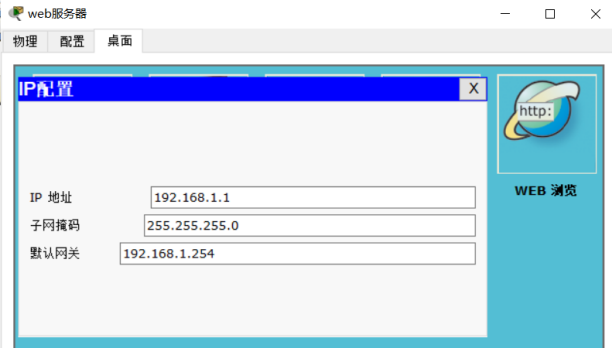 web服务器
物理 配置 桌面
IP配置 X
http:
WEB 浏览
IP 地址 192.168.1.1
子网掩码 255.255.255.0
默认网关 192.168.1.254